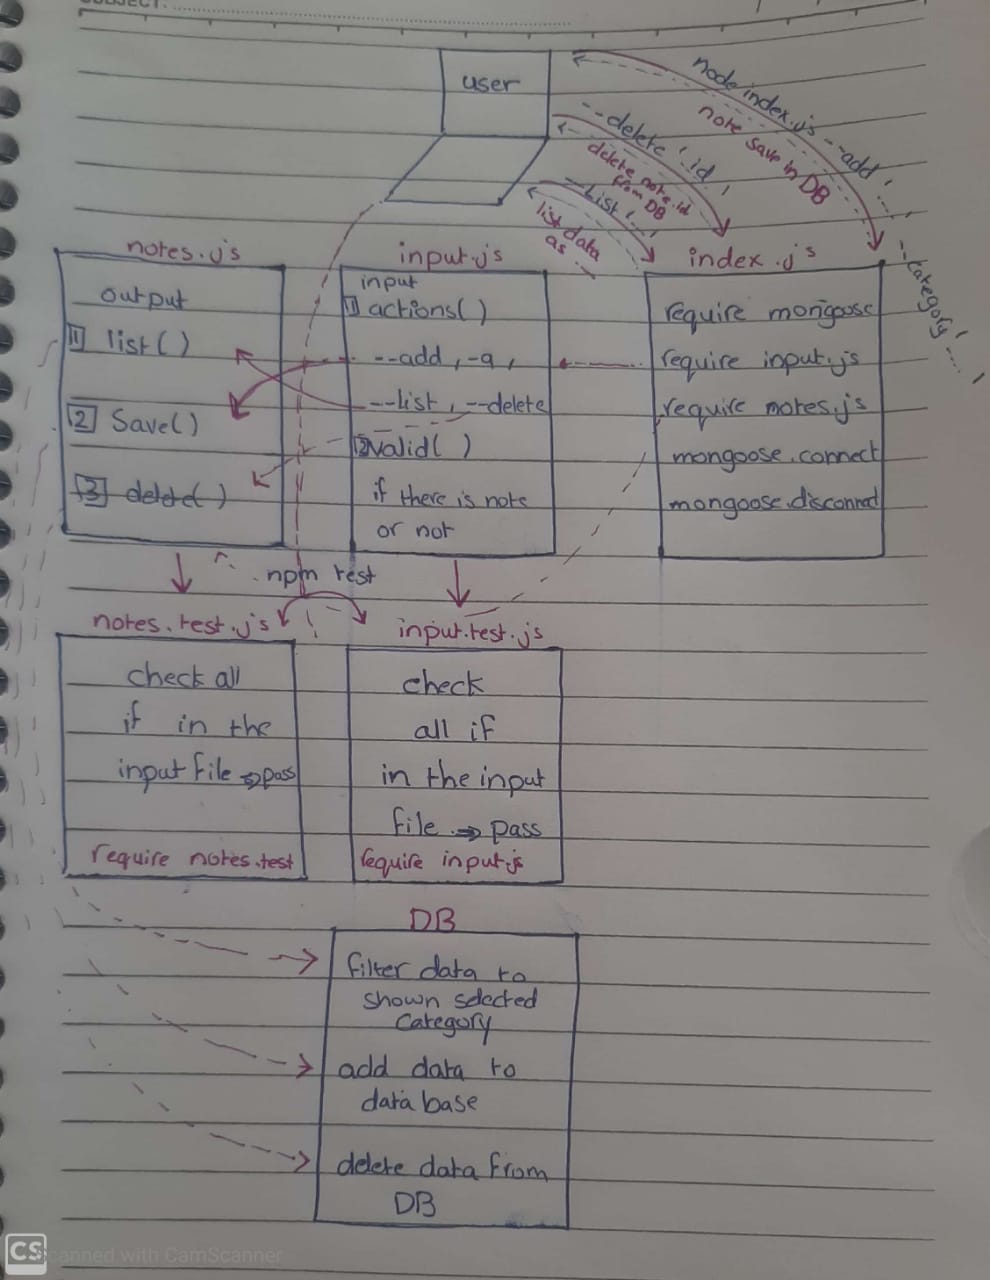 SUBJECT:
user
node index.js --add ' ----'
note save in DB
--category ' ---- '
--delete 'id'
delete note.id
from DB
--List '--'
list data
as --
notes.js
output
1 list()
2 Save()
3 delete()
input.js
input
1 actions()
--add, -a,
--list, --delete
2 valid( )
if there is note
or not
index.js
require mongoose
require input.js
require notes.js
mongoose.connect
mongoose.disconnect
npm test
notes.test.js
check all
if in the
input file => pass
require notes.test
input.test.js
check
all if
in the input
file => pass
require input.js
DB
filter data to
shown selected
category
add data to
data base
delete data from
DB
CS
Scanned with CamScanner